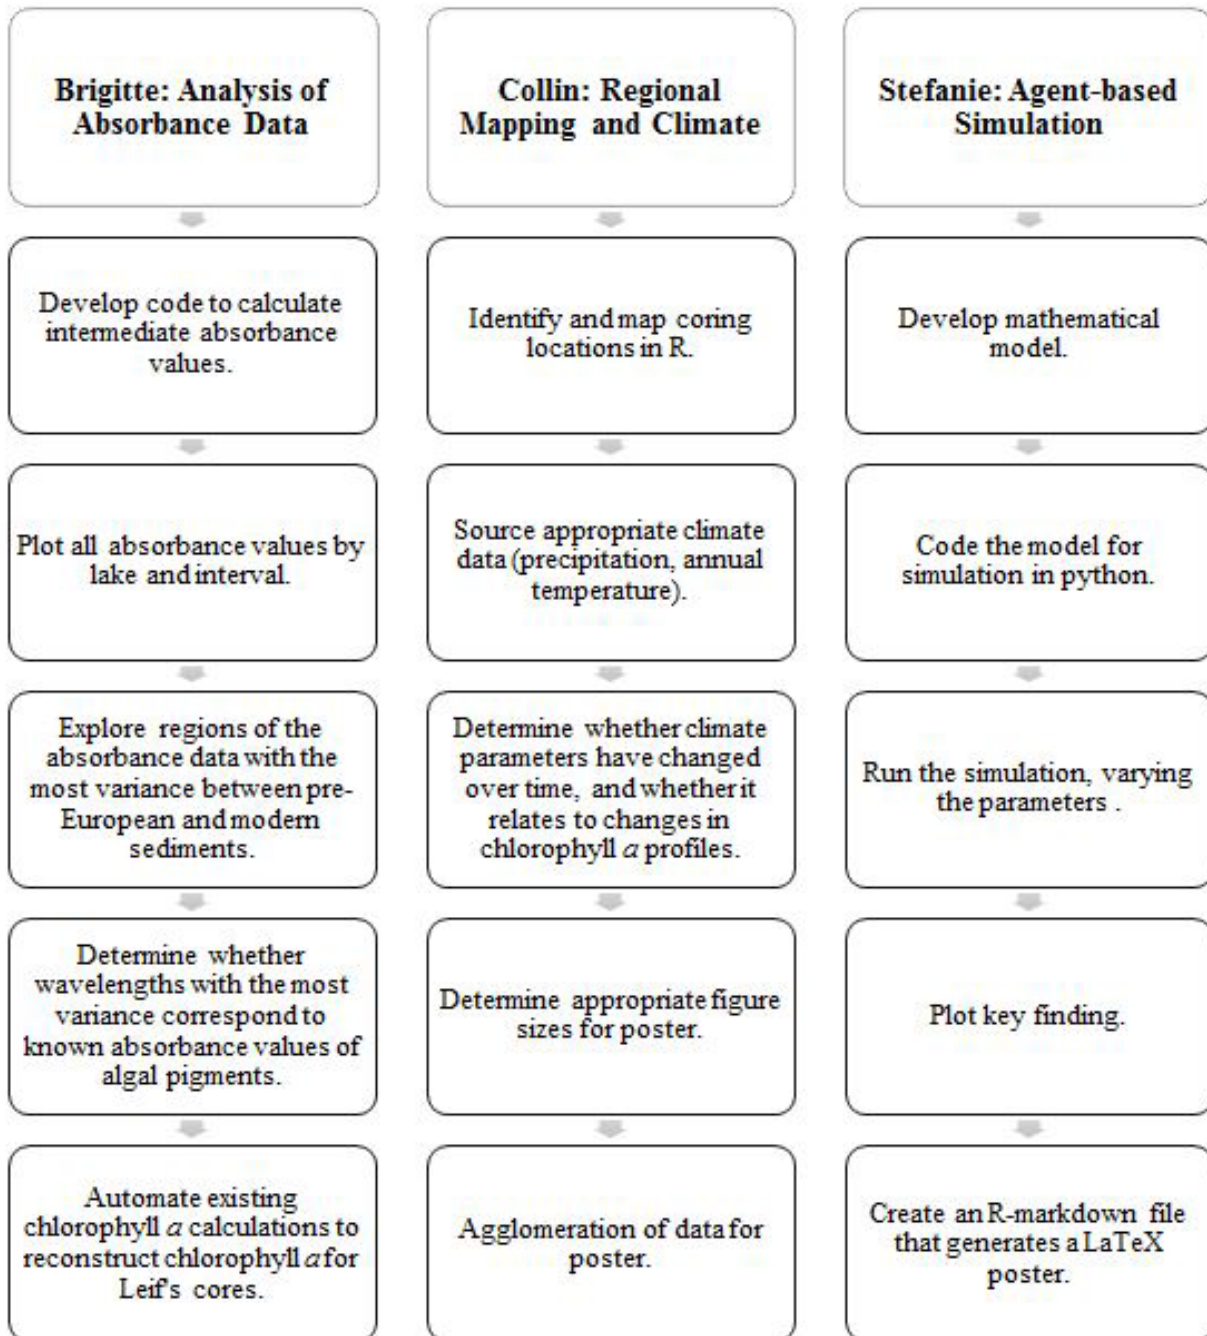 Brigitte: Analysis of
Absorbance Data
Develop code to calculate
intermediate absorbance
values.
Plot all absorbance values by
lake and interval.
Explore regions of the
absorbance data with the
most variance between pre-
European and modern
sediments.
Determine whether
wavelengths with the most
variance correspond to
known absorbance values of
algal pigments.
Automate existing
chlorophyll a calculations to
reconstruct chlorophyll a for
Leif's cores.
Collin: Regional
Mapping and Climate
Identify and map coring
locations in R.
Source appropriate climate
data (precipitation, annual
temperature).
Determine whether climate
parameters have changed
over time, and whether it
relates to changes in
chlorophyll a profiles.
Determine appropriate figure
sizes for poster.
Agglomeration of data for
poster.
Stefanie: Agent-based
Simulation
Develop mathematical
model.
Code the model for
simulation in python.
Run the simulation, varying
the parameters .
Plot key finding.
Create an R-markdown file
that generates a LaTeX
poster.